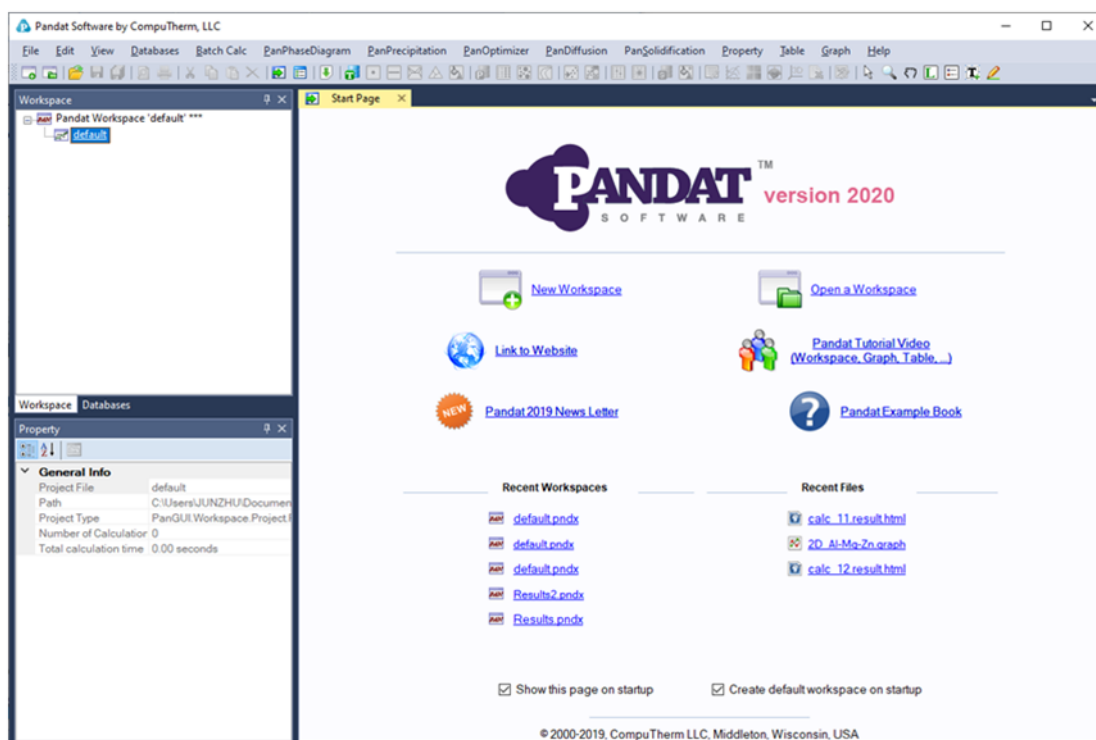 Pandat Software by CompuTherm, LLC
File Edit View Databases Batch Calc PanPhaseDiagram PanPrecipitation PanOptimizer PanDiffusion PanSolidification Property Table Graph Help
Workspace
Pandat Workspace 'default' ***
default
Workspace Databases
Property
General Info
Project File default
Path C:\Users\JUNZHU\Documen
Project Type PanGUI.Workspace.Project.
Number of Calculation 0
Total calculation time 0.00 seconds
Start Page
PANDAT™
SOFTWARE
version 2020
New Workspace
Open a Workspace
Link to Website
Pandat Tutorial Video
(Workspace, Graph, Table, ...)
NEW
Pandat 2019 News Letter
Pandat Example Book
Recent Workspaces
default.pndx
default.pndx
default.pndx
Results2.pndx
Results.pndx
Recent Files
calc_11.result.html
2D_Al-Mg-Zn.graph
calc_12.result.html
Show this page on startup
Create default workspace on startup
© 2000-2019, CompuTherm LLC, Middleton, Wisconsin, USA